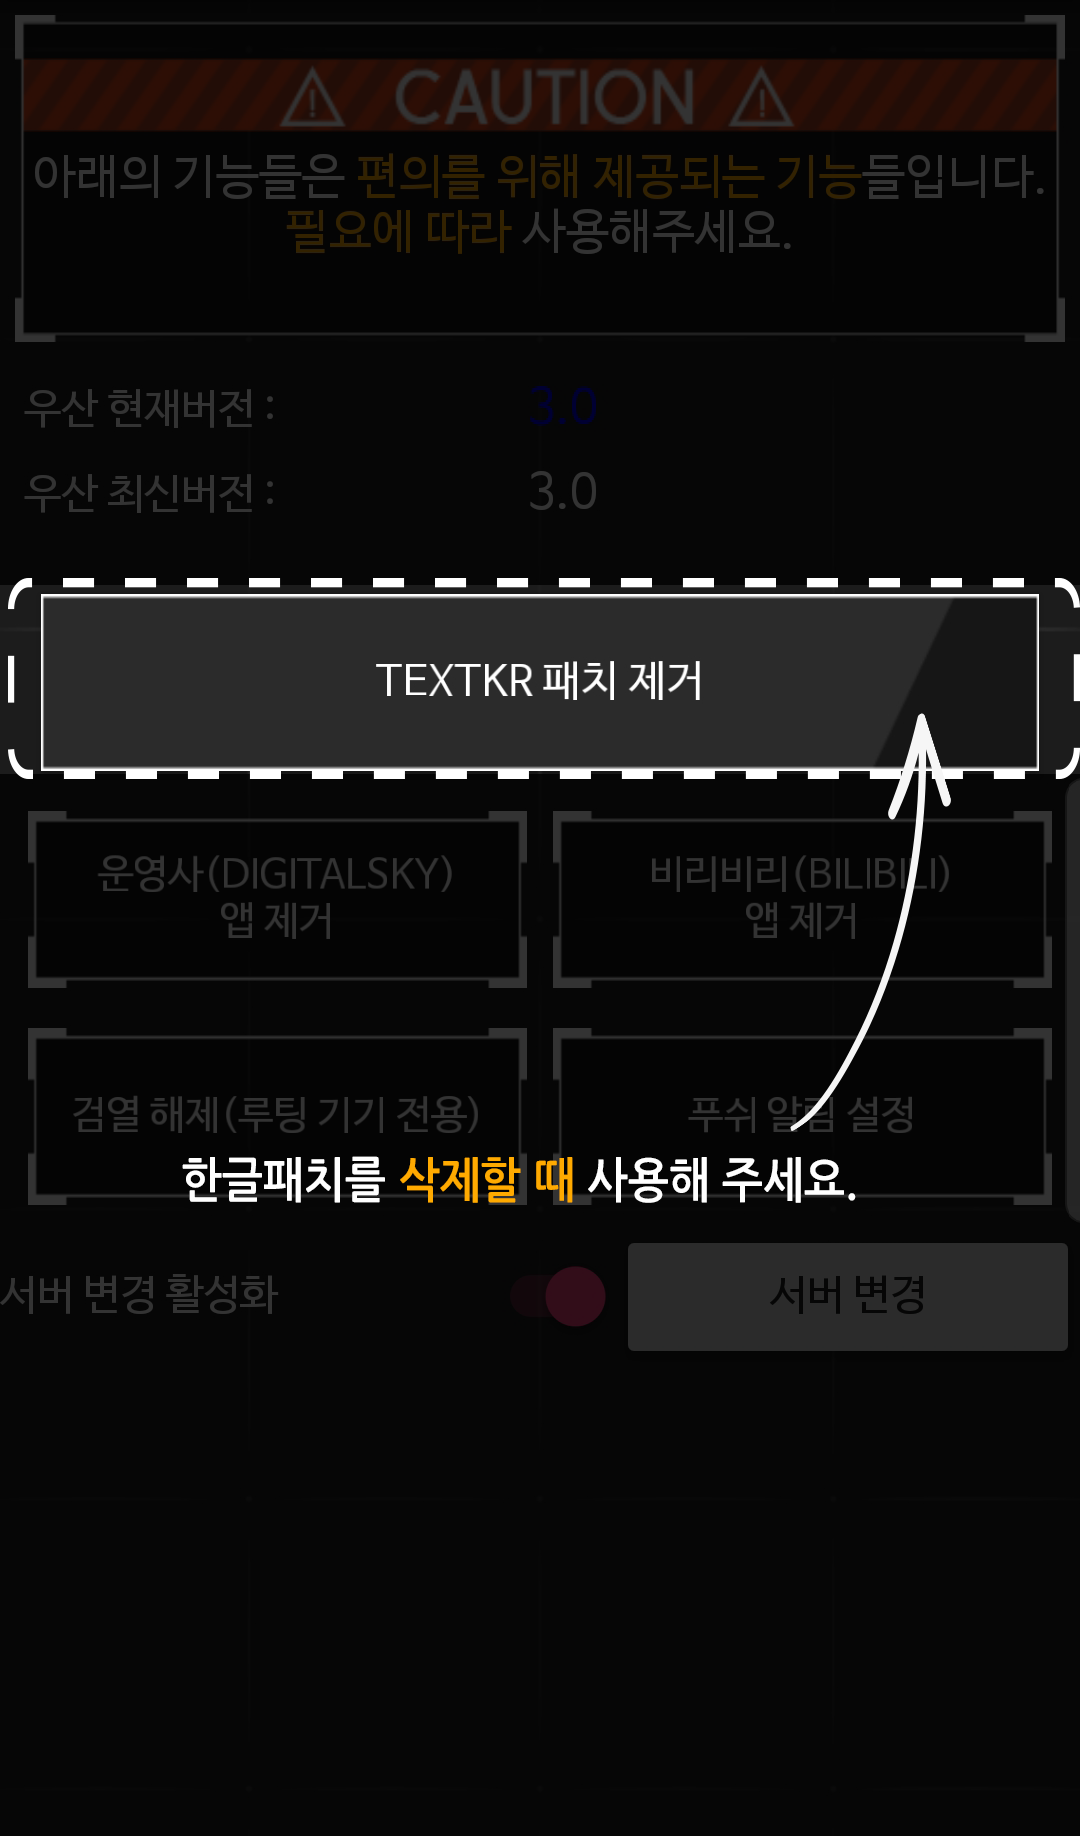 CAUTION
아래의 기능들은 편의를 위해 제공되는 기능들입니다.
필요에 따라 사용해주세요.
우산 현재버전 : 3.0
우산 최신버전 : 3.0
TEXTKR 패치 제거
운영사(DIGITALSKY)
앱 제거
비리비리(BILIBILI)
앱 제거
검열 해제(루팅 기기 전용)
푸쉬 알림 설정
한글패치를 삭제할 때 사용해 주세요.
서버 변경 활성화
서버 변경